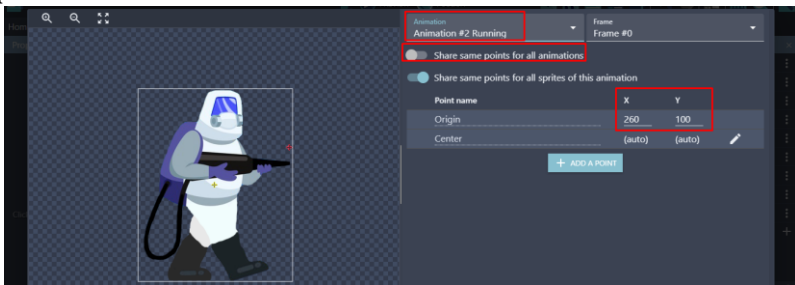 Animation
Animation #2 Running
Frame
Frame #0
Share same points for all animations
Share same points for all sprites of this animation
Point name X Y
Origin 260 100
Center (auto) (auto)
+ ADD A POINT